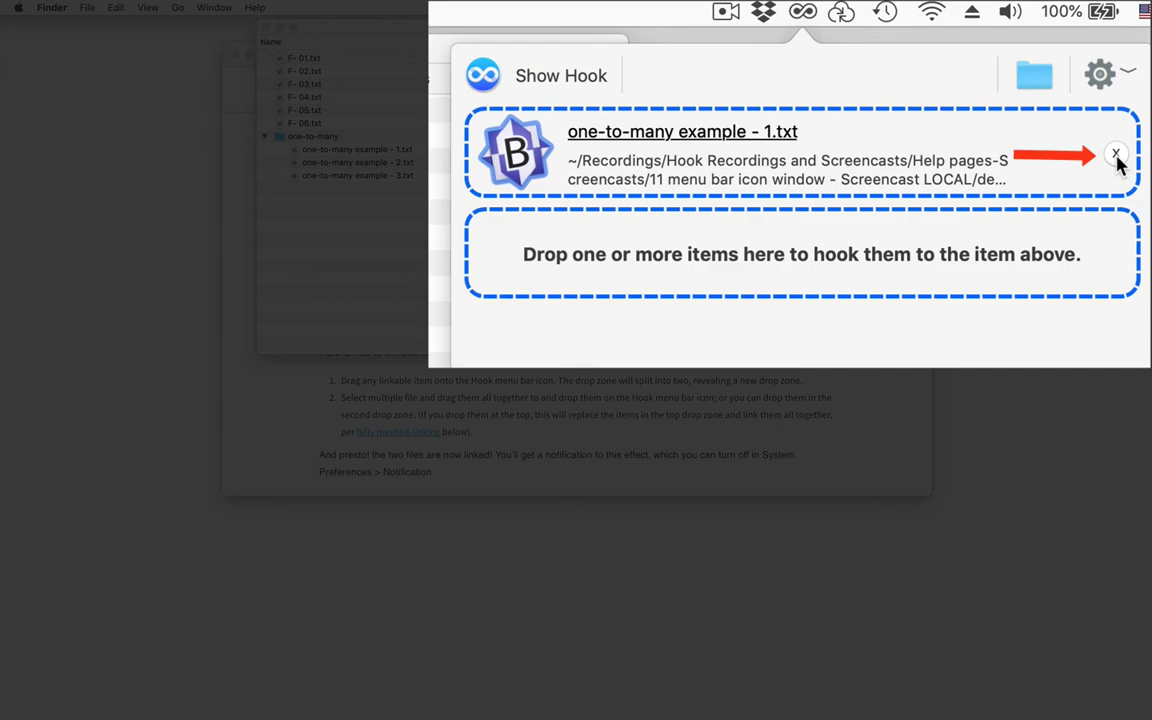 Finder File Edit View Go Window Help
100%
Name
F- 01.txt
F- 02.txt
F- 03.txt
F- 04.txt
F- 05.txt
F- 06.txt
one-to-many
one-to-many example - 1.txt
one-to-many example - 2.txt
one-to-many example - 3.txt
Show Hook
B
one-to-many example - 1.txt
~/Recordings/Hook Recordings and Screencasts/Help pages-S
creencasts/11 menu bar icon window - Screencast LOCAL/de...
X
Drop one or more items here to hook them to the item above.
1. Drag any linkable item onto the Hook menu bar icon. The drop zone will split into two, revealing a new drop zone.
2. Select multiple file and drag them all together to and drop them on the Hook menu bar icon; or you can drop them in the
second drop zone. (If you drop them at the top, this will replace the items in the top drop zone and link them all together,
per fully meshed-linking below).
And presto! the two files are now linked! You'll get a notification to this effect, which you can turn off in System
Preferences > Notification